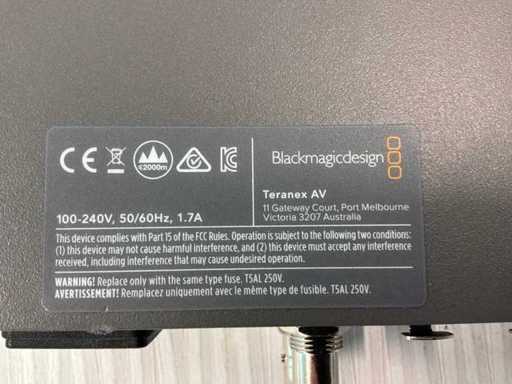 CE
≤2000m
Blackmagicdesign
Teranex AV
11 Gateway Court, Port Melbourne
Victoria 3207 Australia
100-240V, 50/60Hz, 1.7A
This device complies with Part 15 of the FCC Rules. Operation is subject to the following two conditions:
(1) this device may not cause harmful interference, and (2) this device must accept any interference
received, including interference that may cause undesired operation.
WARNING! Replace only with the same type fuse. T5AL 250V.
AVERTISSEMENT! Remplacez uniquement avec le même type de fusible. T5AL 250V.